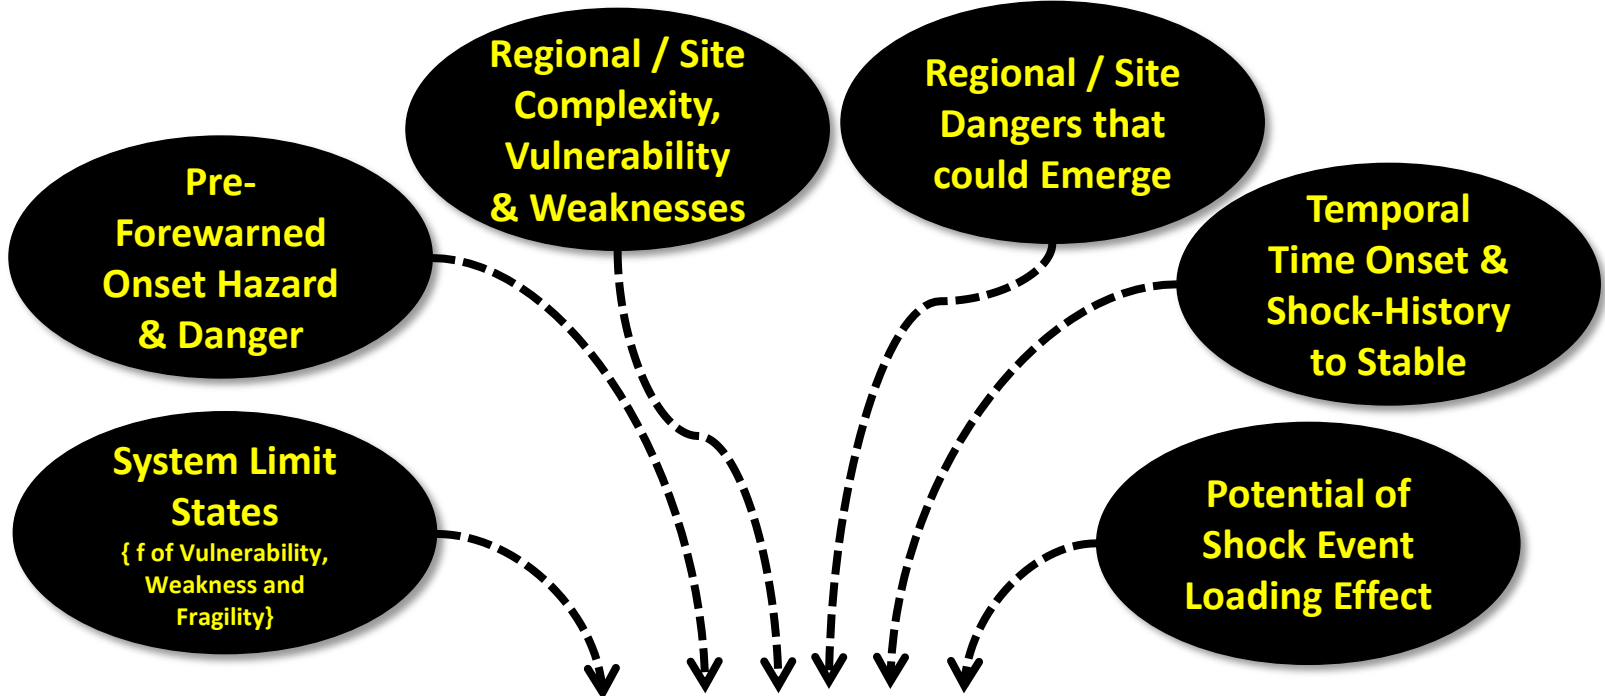 Regional / Site
Complexity,
Vulnerability
& Weaknesses
Regional / Site
Dangers that
could Emerge
Pre-
Forewarned
Onset Hazard
& Danger
Temporal
Time Onset &
Shock-History
to Stable
System Limit
States
{ f of Vulnerability,
Weakness and
Fragility}
Potential of
Shock Event
Loading Effect